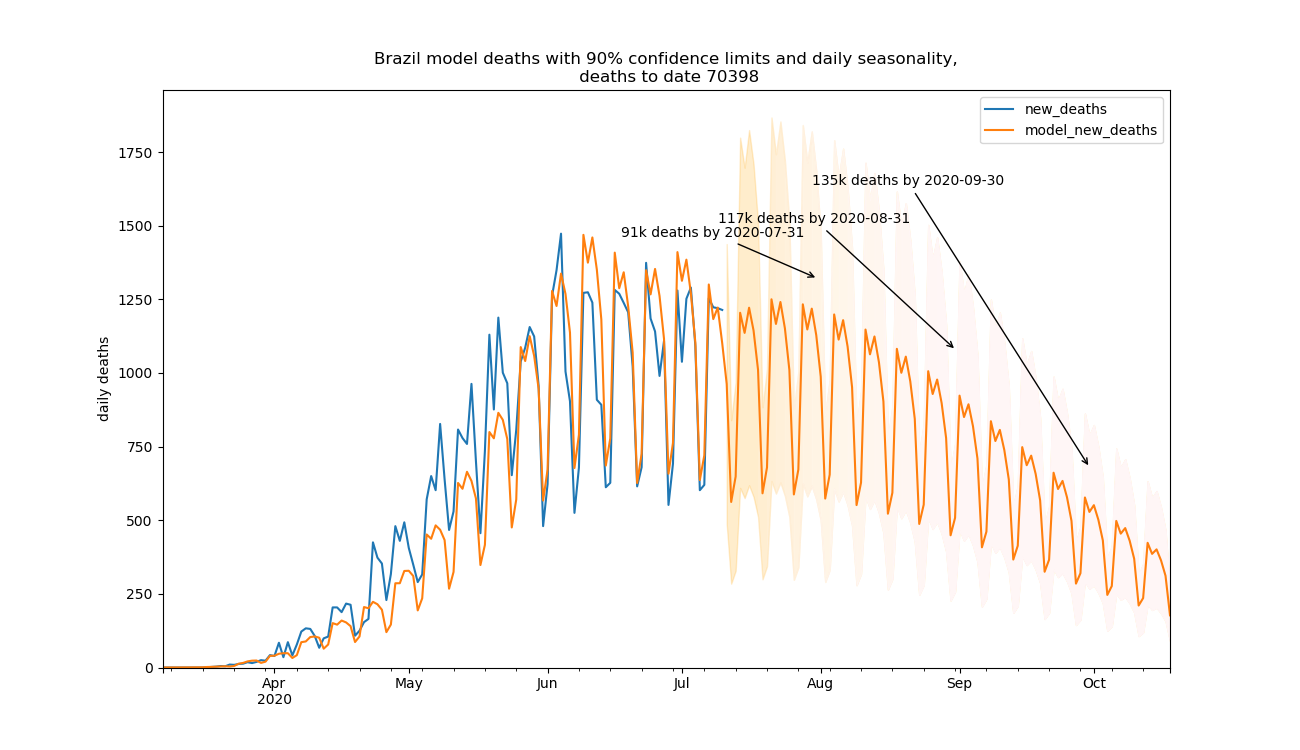 Brazil model deaths with 90% confidence limits and daily seasonality,
deaths to date 70398
new_deaths
model_new_deaths
1750
1500
1250
1000
750
500
250
0
daily deaths
135k deaths by 2020-09-30
117k deaths by 2020-08-31
91k deaths by 2020-07-31
Apr
2020
May
Jun
Jul
Aug
Sep
Oct